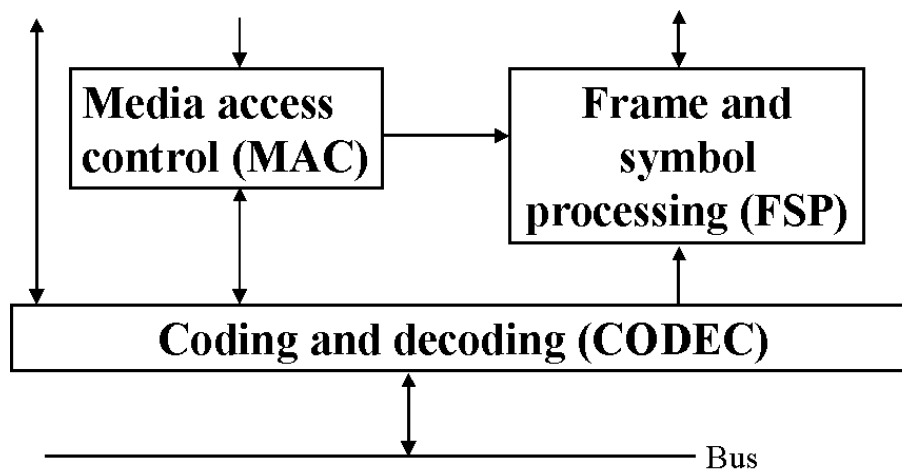 Media access
control (MAC)
Frame and
symbol
processing (FSP)
Coding and decoding (CODEC)
Bus